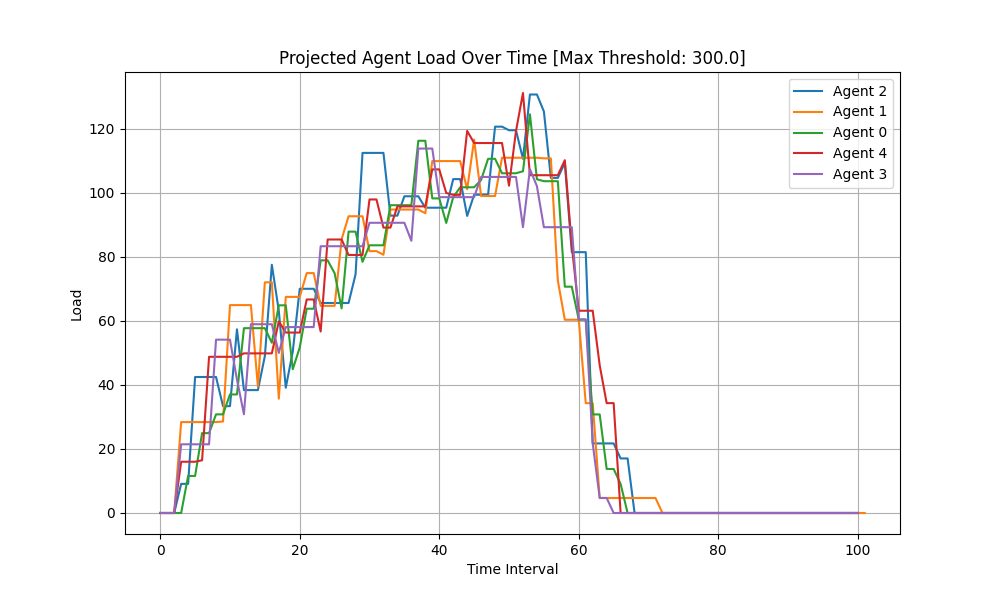 Projected Agent Load Over Time [Max Threshold: 300.0]
Agent 2
Agent 1
Agent 0
Agent 4
Agent 3
Load
120
100
80
60
40
20
0
0 20 40 60 80 100
Time Interval